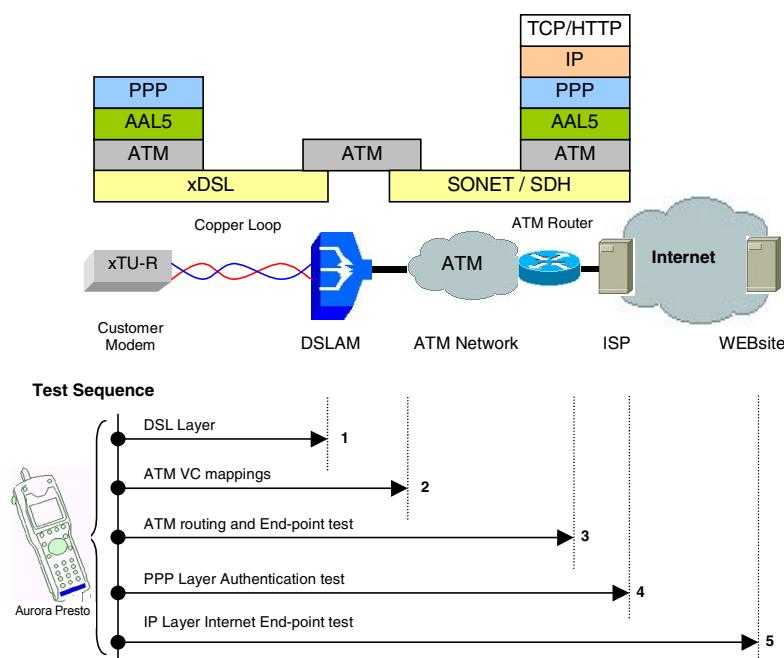 TCP/HTTP
IP
PPP
PPP
AAL5
AAL5
ATM
ATM
ATM
xDSL
SONET / SDH
Copper Loop
ATM Router
xTU-R
ATM
Internet
Customer
Modem
DSLAM
ATM Network
ISP
WEBsite
Test Sequence
DSL Layer
1
ATM VC mappings
2
ATM routing and End-point test
3
PPP Layer Authentication test
4
Aurora Presto
IP Layer Internet End-point test
5